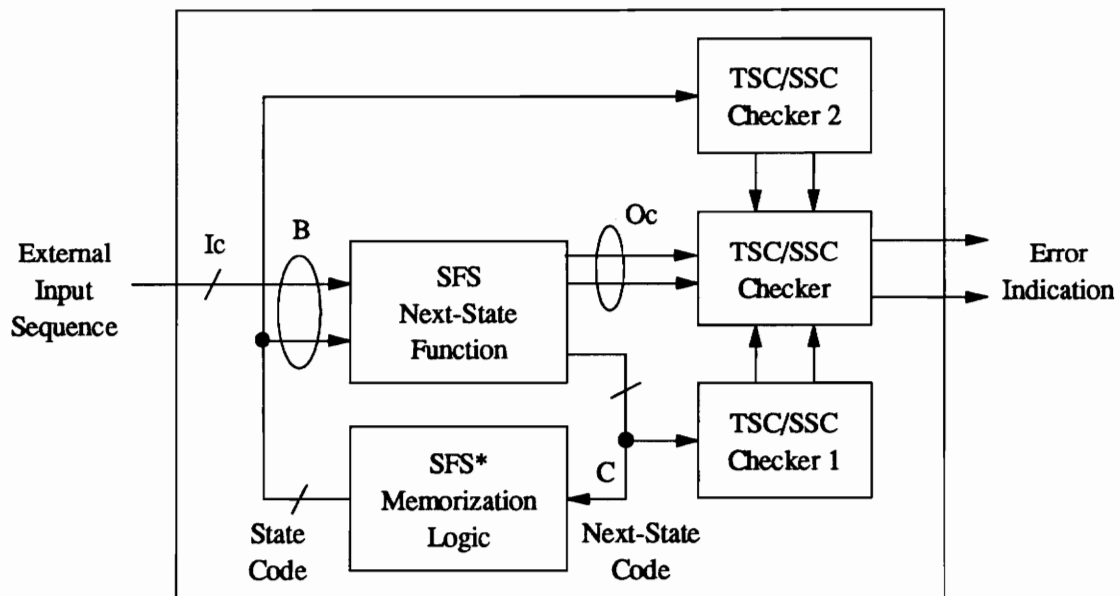 TSC/SSC
Checker 2
External
Input
Sequence
Ic
B
SFS
Next-State
Function
Oc
TSC/SSC
Checker
Error
Indication
SFS*
Memorization
Logic
State
Code
C
Next-State
Code
TSC/SSC
Checker 1